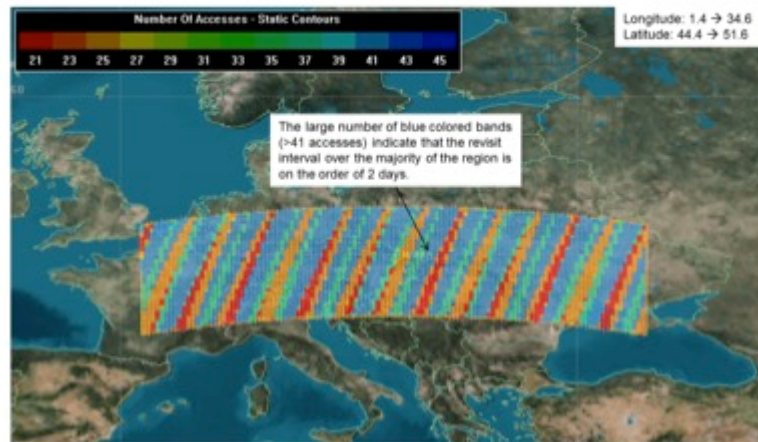 Number Of Accesses - Static Contours
21 23 25 27 29 31 33 35 37 39 41 43 45
Longitude: 1.4 → 34.6
Latitude: 44.4 → 51.6
The large number of blue colored bands
(>41 accesses) indicate that the revisit
interval over the majority of the region is
on the order of 2 days.